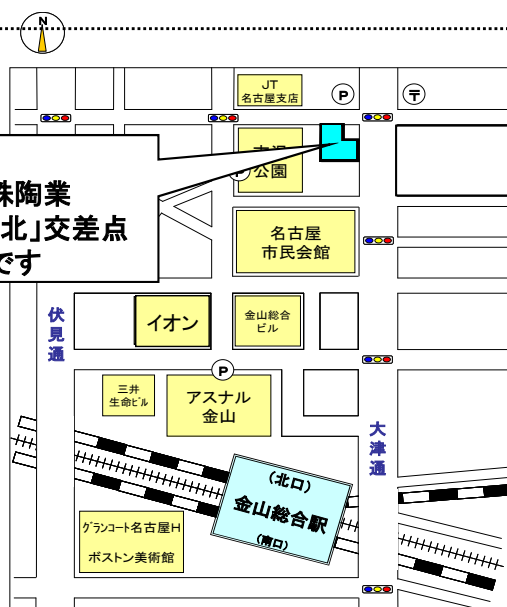 N
JT
名古屋支店
P
〒
殊陶業
北」交差点
です
公園
名古屋
市民会館
伏見通
イオン
金山総合
ビル
P
三井
生命ビル
アスナル
金山
大津通
(北口)
金山総合駅
(南口)
グランコート名古屋H
ボストン美術館